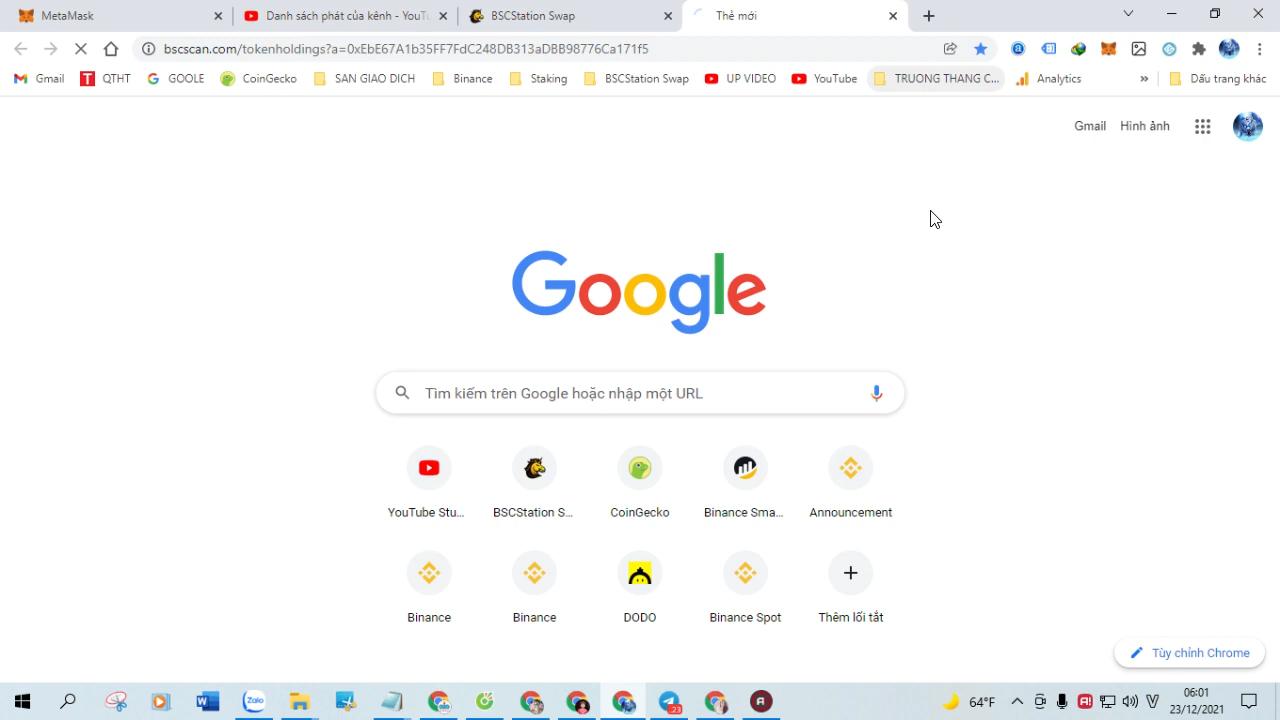 MetaMask
Danh sách phát của kênh - YouT
BSCStation Swap
Thẻ mới
bscscan.com/tokenholdings?a=0xEbE67A1b35FF7FdC248DB313aDBB98776Ca171f5
Gmail
QTHT
GOOLE
CoinGecko
SAN GIAO DICH
Binance
Staking
BSCStation Swap
UP VIDEO
YouTube
TRUONG THANG C...
Analytics
»
Dấu trang khác
Gmail
Hình ảnh
Google
Tìm kiếm trên Google hoặc nhập một URL
YouTube Stu...
BSCStation S...
CoinGecko
Binance Sma...
Announcement
Binance
Binance
DODO
Binance Spot
Thêm lối tắt
Tùy chỉnh Chrome
Zalo
23
64°F
06:01
23/12/2021